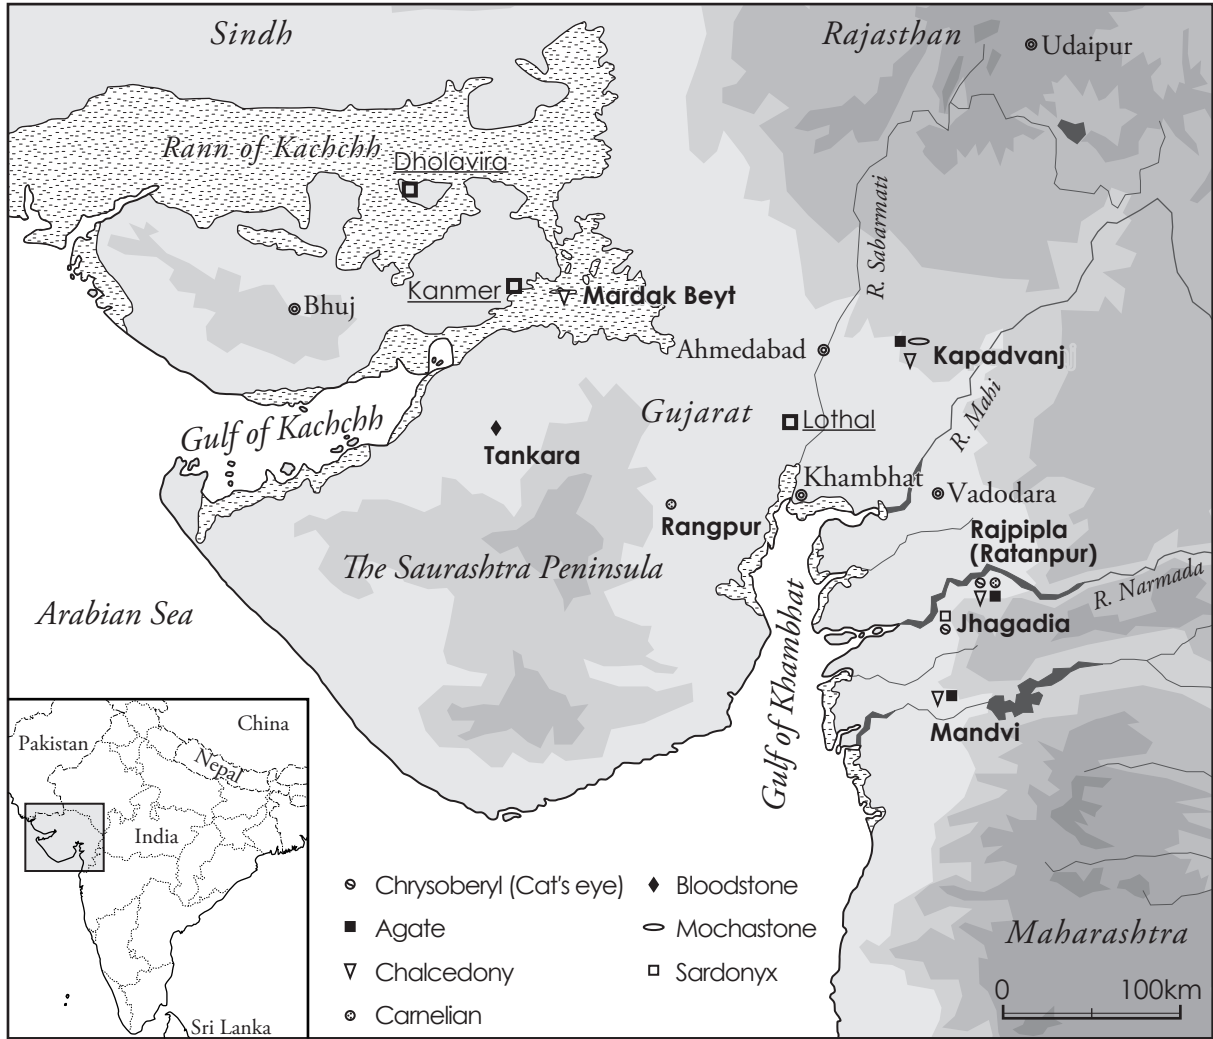 Sindh
Rajasthan
Udaipur
Rann of Kachchh
Dholavira
R. Sabarmati
Kanmer
Mardak Beyt
Bhuj
Ahmedabad
Kapadvanj
Gulf of Kachchh
Gujarat
Lothal
R. Mahi
Tankara
Khambhat
Vadodara
Rangpur
Rajpipla
(Ratanpur)
The Saurashtra Peninsula
R. Narmada
Arabian Sea
Jhagadia
Gulf of Khambhat
Mandvi
China
Pakistan
Nepal
India
Sri Lanka
Chrysoberyl (Cat's eye)
Agate
Chalcedony
Carnelian
Bloodstone
Mochastone
Sardonyx
Maharashtra
0 100km